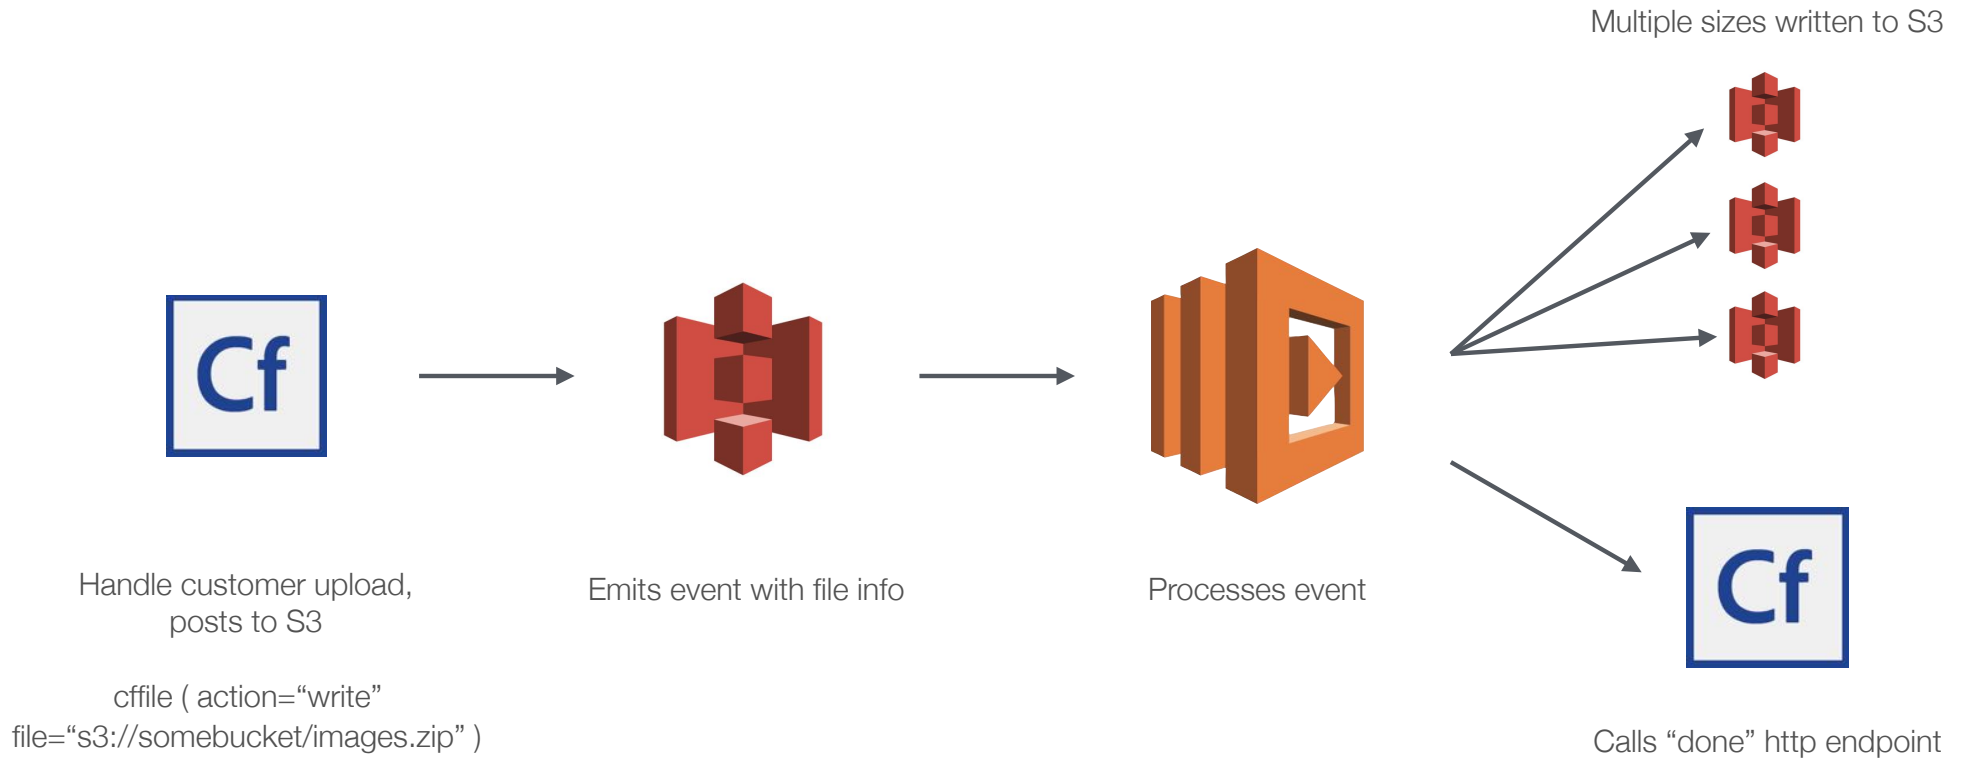 Multiple sizes written to S3
Cf
Handle customer upload,
posts to S3
cffile ( action=“write”
file=“s3://somebucket/images.zip” )
Emits event with file info
Processes event
Cf
Calls “done” http endpoint